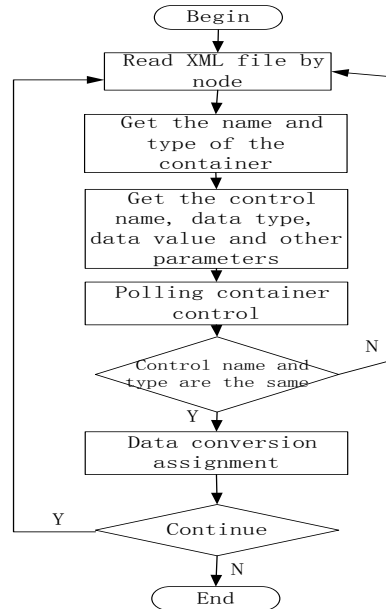 Begin
Read XML file by
node
Get the name and
type of the
container
Get the control
name, data type,
data value and other
parameters
Polling container
control
Control name and
type are the same
N
Y
Data conversion
assignment
Y
Continue
N
End